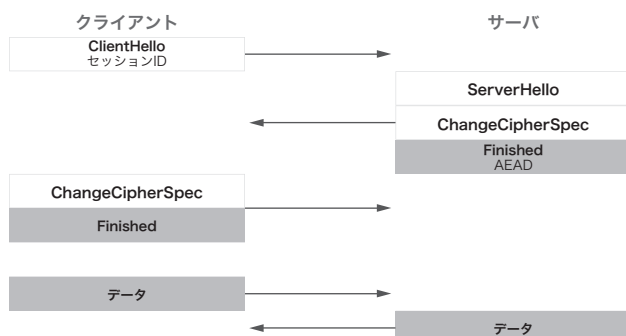 クライアント
サーバ
ClientHello
セッションID
ServerHello
ChangeCipherSpec
Finished
AEAD
ChangeCipherSpec
Finished
データ
データ